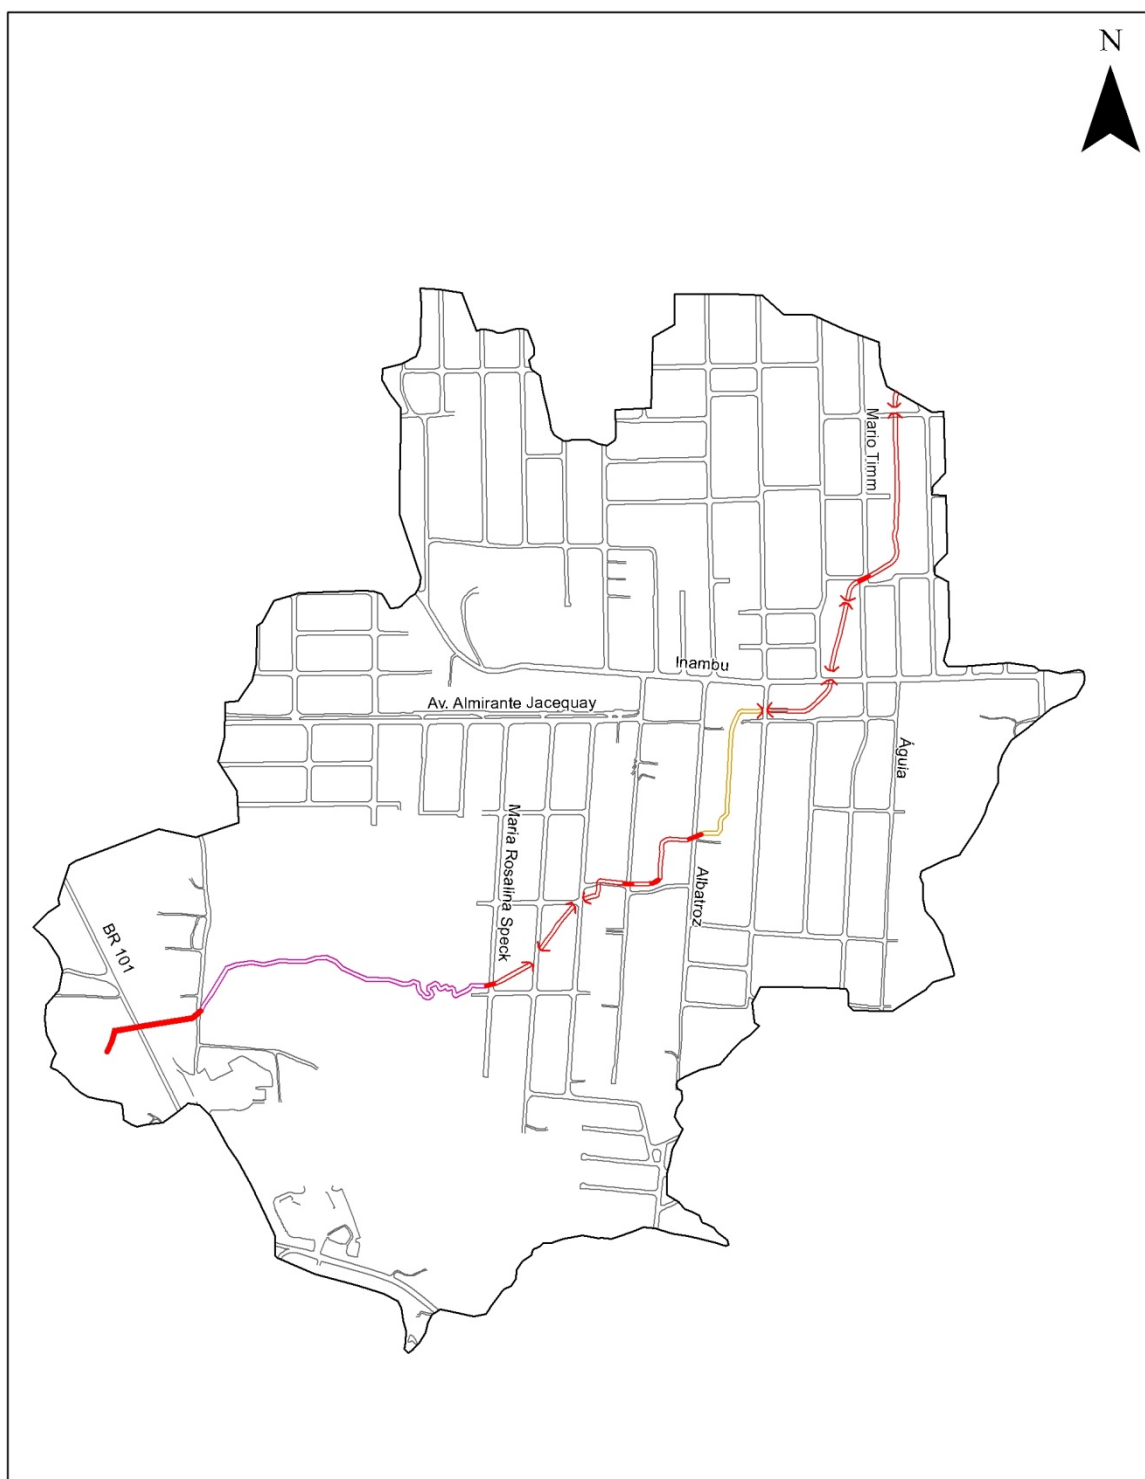 N
Mario Timm
Inambu
Av. Almirante Jacequay
Águia
Maria Rosalina Speck
Albatroz
BR 101